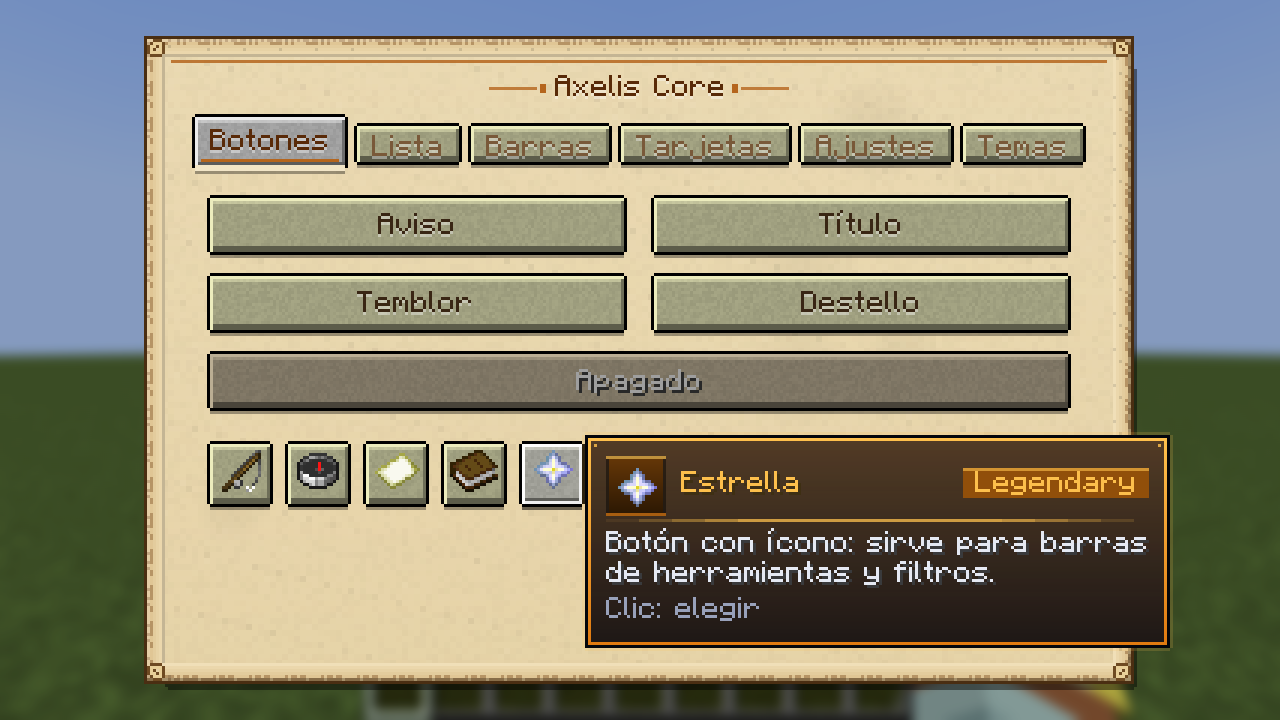 Axelis Core
Botones
Lista
Barras
Tarjetas
Ajustes
Temas
Aviso
Título
Temblor
Destello
Apagado
Estrella
Legendary
Botón con ícono: sirve para barras
de herramientas y filtros.
Clic: elegir